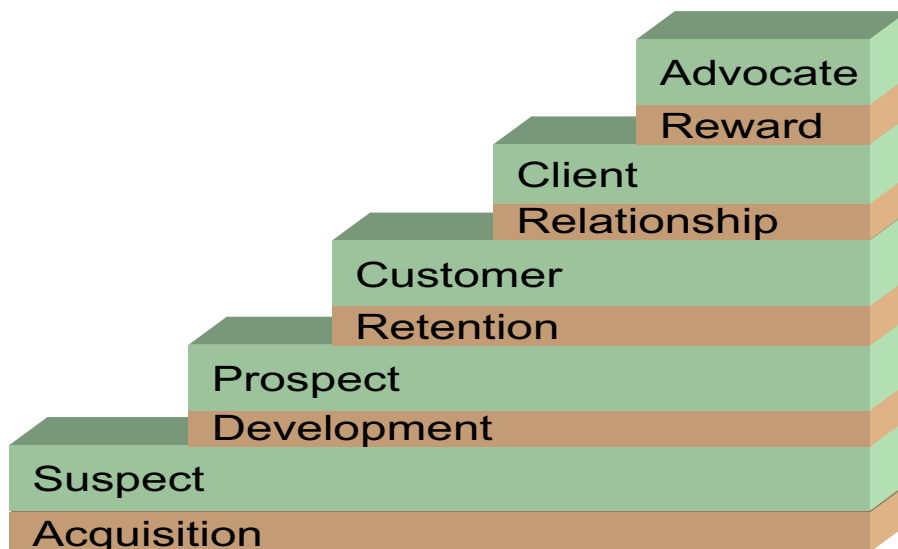 Advocate
Reward
Client
Relationship
Customer
Retention
Prospect
Development
Suspect
Acquisition